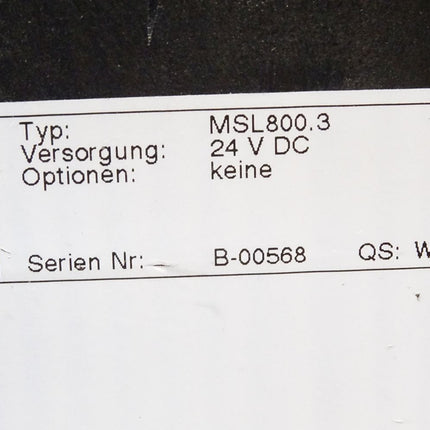 Typ: MSL800.3
Versorgung: 24 V DC
Optionen: keine
Serien Nr: B-00568 QS: W